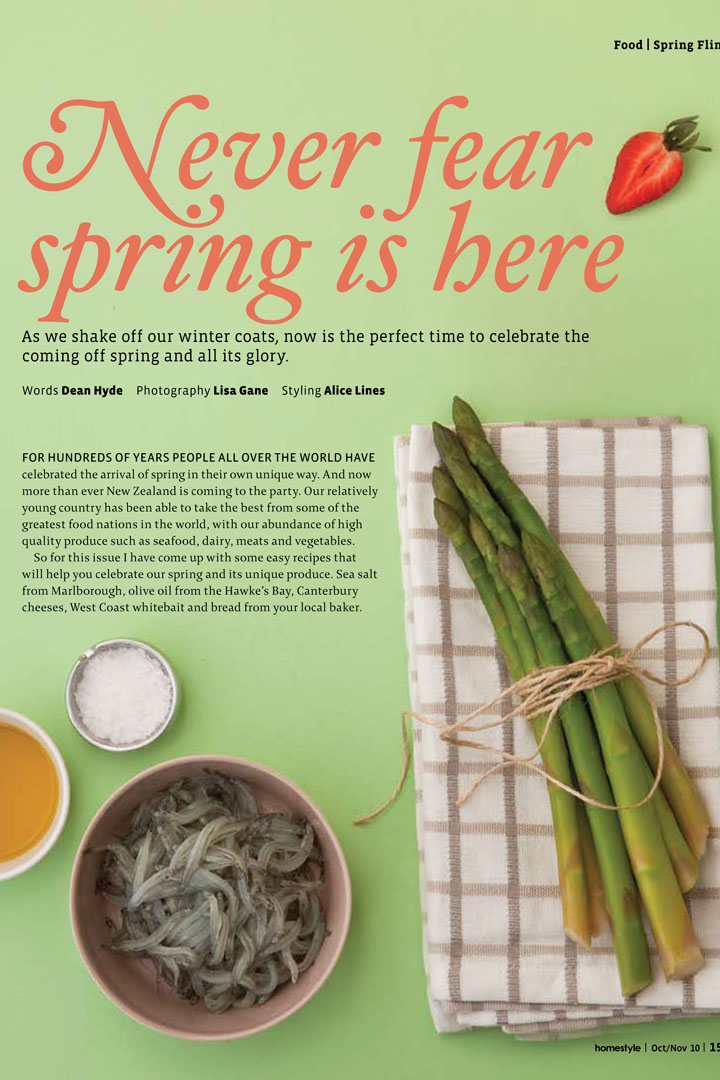 Food | Spring
Never fear
spring is here
As we shake off our winter coats, now is the perfect time to celebrate the
coming off spring and all its glory.
Words Dean Hyde Photography Lisa Gane Styling Alice Lines
FOR HUNDREDS OF YEARS PEOPLE ALL OVER THE WORLD HAVE
celebrated the arrival of spring in their own unique way. And now
more than ever New Zealand is coming to the party. Our relatively
young country has been able to take the best from some of the
greatest food nations in the world, with our abundance of high
quality produce such as seafood, dairy, meats and vegetables.
So for this issue I have come up with some easy recipes that
will help you celebrate our spring and its unique produce. Sea salt
from Marlborough, olive oil from the Hawke's Bay, Canterbury
cheeses, West Coast whitebait and bread from your local baker.
homestyle | Oct/Nov 10 |